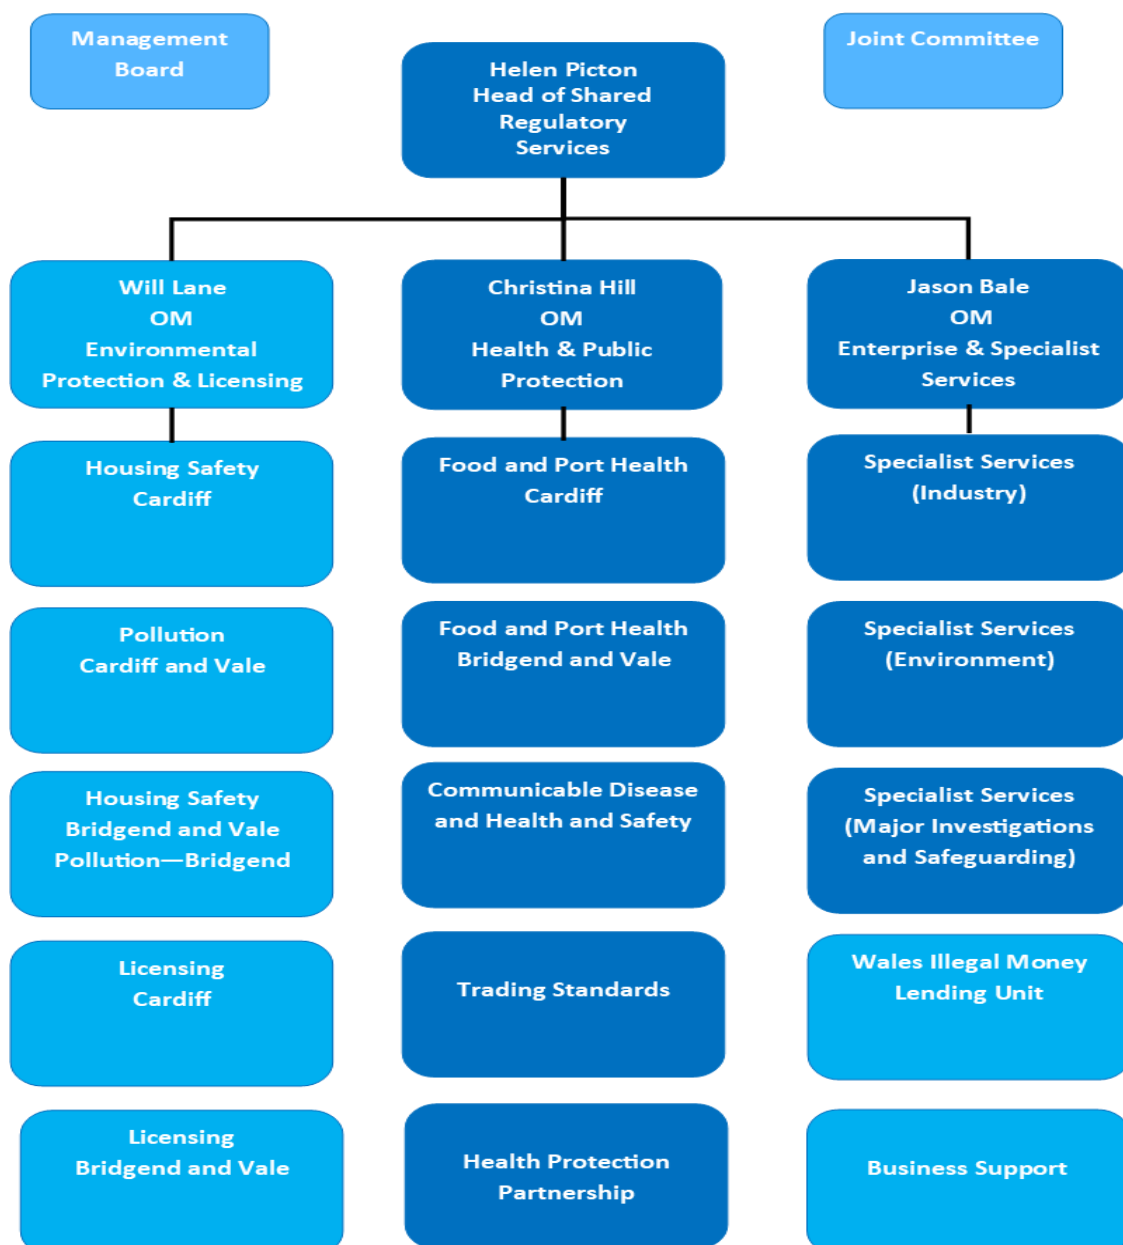 Management
Board
Helen Picton
Head of Shared
Regulatory
Services
Joint Committee
Will Lane
OM
Environmental
Protection & Licensing
Christina Hill
OM
Health & Public
Protection
Jason Bale
OM
Enterprise & Specialist
Services
Housing Safety
Cardiff
Food and Port Health
Cardiff
Specialist Services
(Industry)
Pollution
Cardiff and Vale
Food and Port Health
Bridgend and Vale
Specialist Services
(Environment)
Housing Safety
Bridgend and Vale
Pollution—Bridgend
Communicable Disease
and Health and Safety
Specialist Services
(Major Investigations
and Safeguarding)
Licensing
Cardiff
Trading Standards
Wales Illegal Money
Lending Unit
Licensing
Bridgend and Vale
Health Protection
Partnership
Business Support